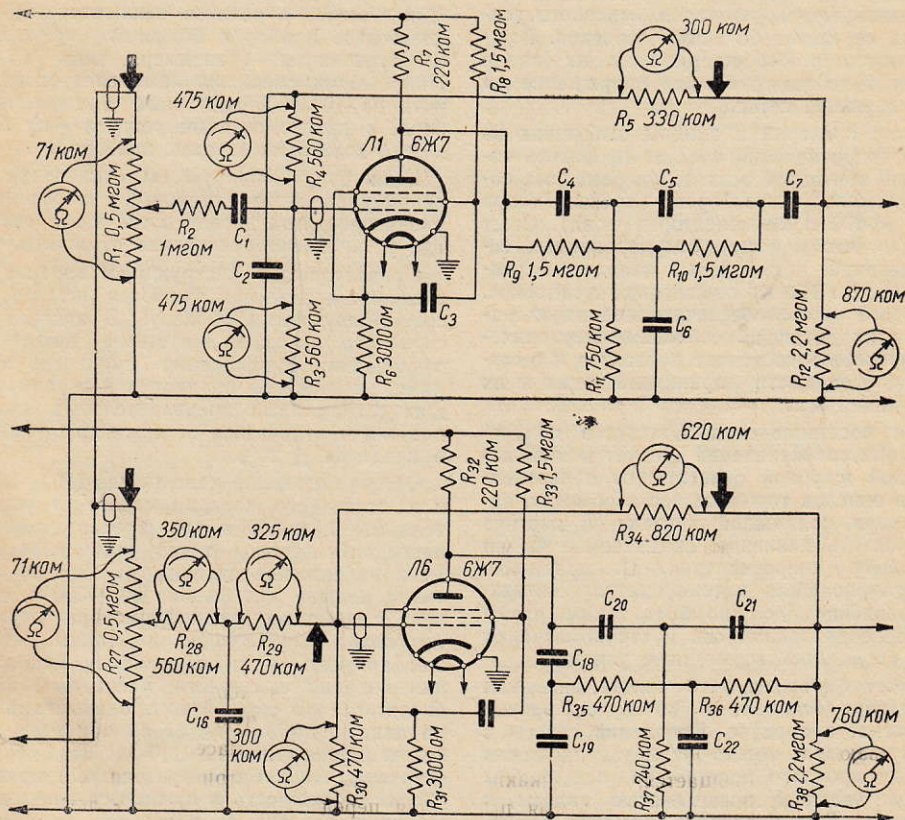 R₇ 220 ком
R₈ 1,5 мгом
300 ком
Ω
R₅ 330 ком
475 ком
Ω
R₄ 560 ком
Л1 6Ж7
71 ком
Ω
R₁ 0,5 мгом
R₂ 1 мгом
C₁
C₂
C₃
C₄
C₅
C₇
R₉ 1,5 мгом
R₁₀ 1,5 мгом
C₆
475 ком
Ω
R₃ 560 ком
R₆ 3000 ом
R₁₁ 750 ком
R₁₂ 2,2 мгом
870 ком
Ω
R₃₂ 220 ком
R₃₃ 1,5 мгом
620 ком
Ω
R₃₄ 820 ком
71 ком
Ω
R₂₇ 0,5 мгом
350 ком
Ω
R₂₈ 560 ком
325 ком
Ω
R₂₉ 470 ком
Л6 6Ж7
C₂₀
C₂₁
C₁₈
R₃₅ 470 ком
R₃₆ 470 ком
C₁₆
C₁₉
C₂₂
300 ком
Ω
R₃₀ 470 ком
R₃₁ 3000 ом
R₃₇ 240 ком
R₃₈ 2,2 мгом
760 ком
Ω